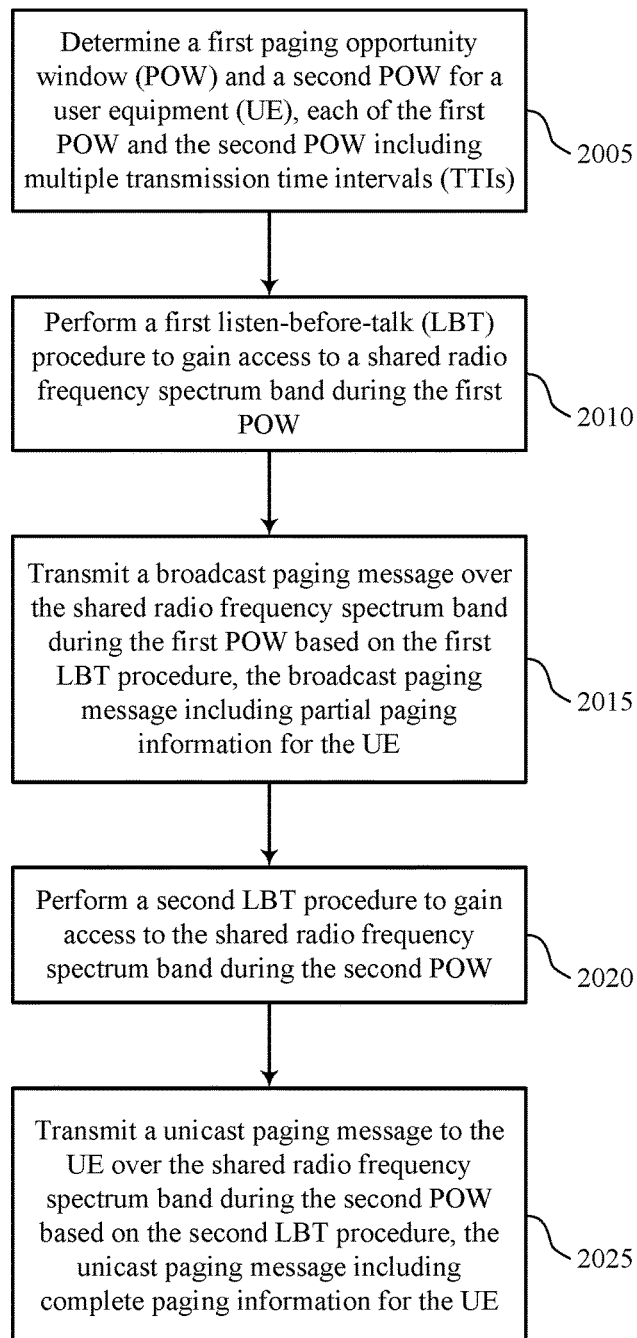 Determine a first paging opportunity
window (POW) and a second POW for a
user equipment (UE), each of the first
POW and the second POW including
multiple transmission time intervals (TTIs)
2005
Perform a first listen-before-talk (LBT)
procedure to gain access to a shared radio
frequency spectrum band during the first
POW
2010
Transmit a broadcast paging message over
the shared radio frequency spectrum band
during the first POW based on the first
LBT procedure, the broadcast paging
message including partial paging
information for the UE
2015
Perform a second LBT procedure to gain
access to the shared radio frequency
spectrum band during the second POW
2020
Transmit a unicast paging message to the
UE over the shared radio frequency
spectrum band during the second POW
based on the second LBT procedure, the
unicast paging message including
complete paging information for the UE
2025